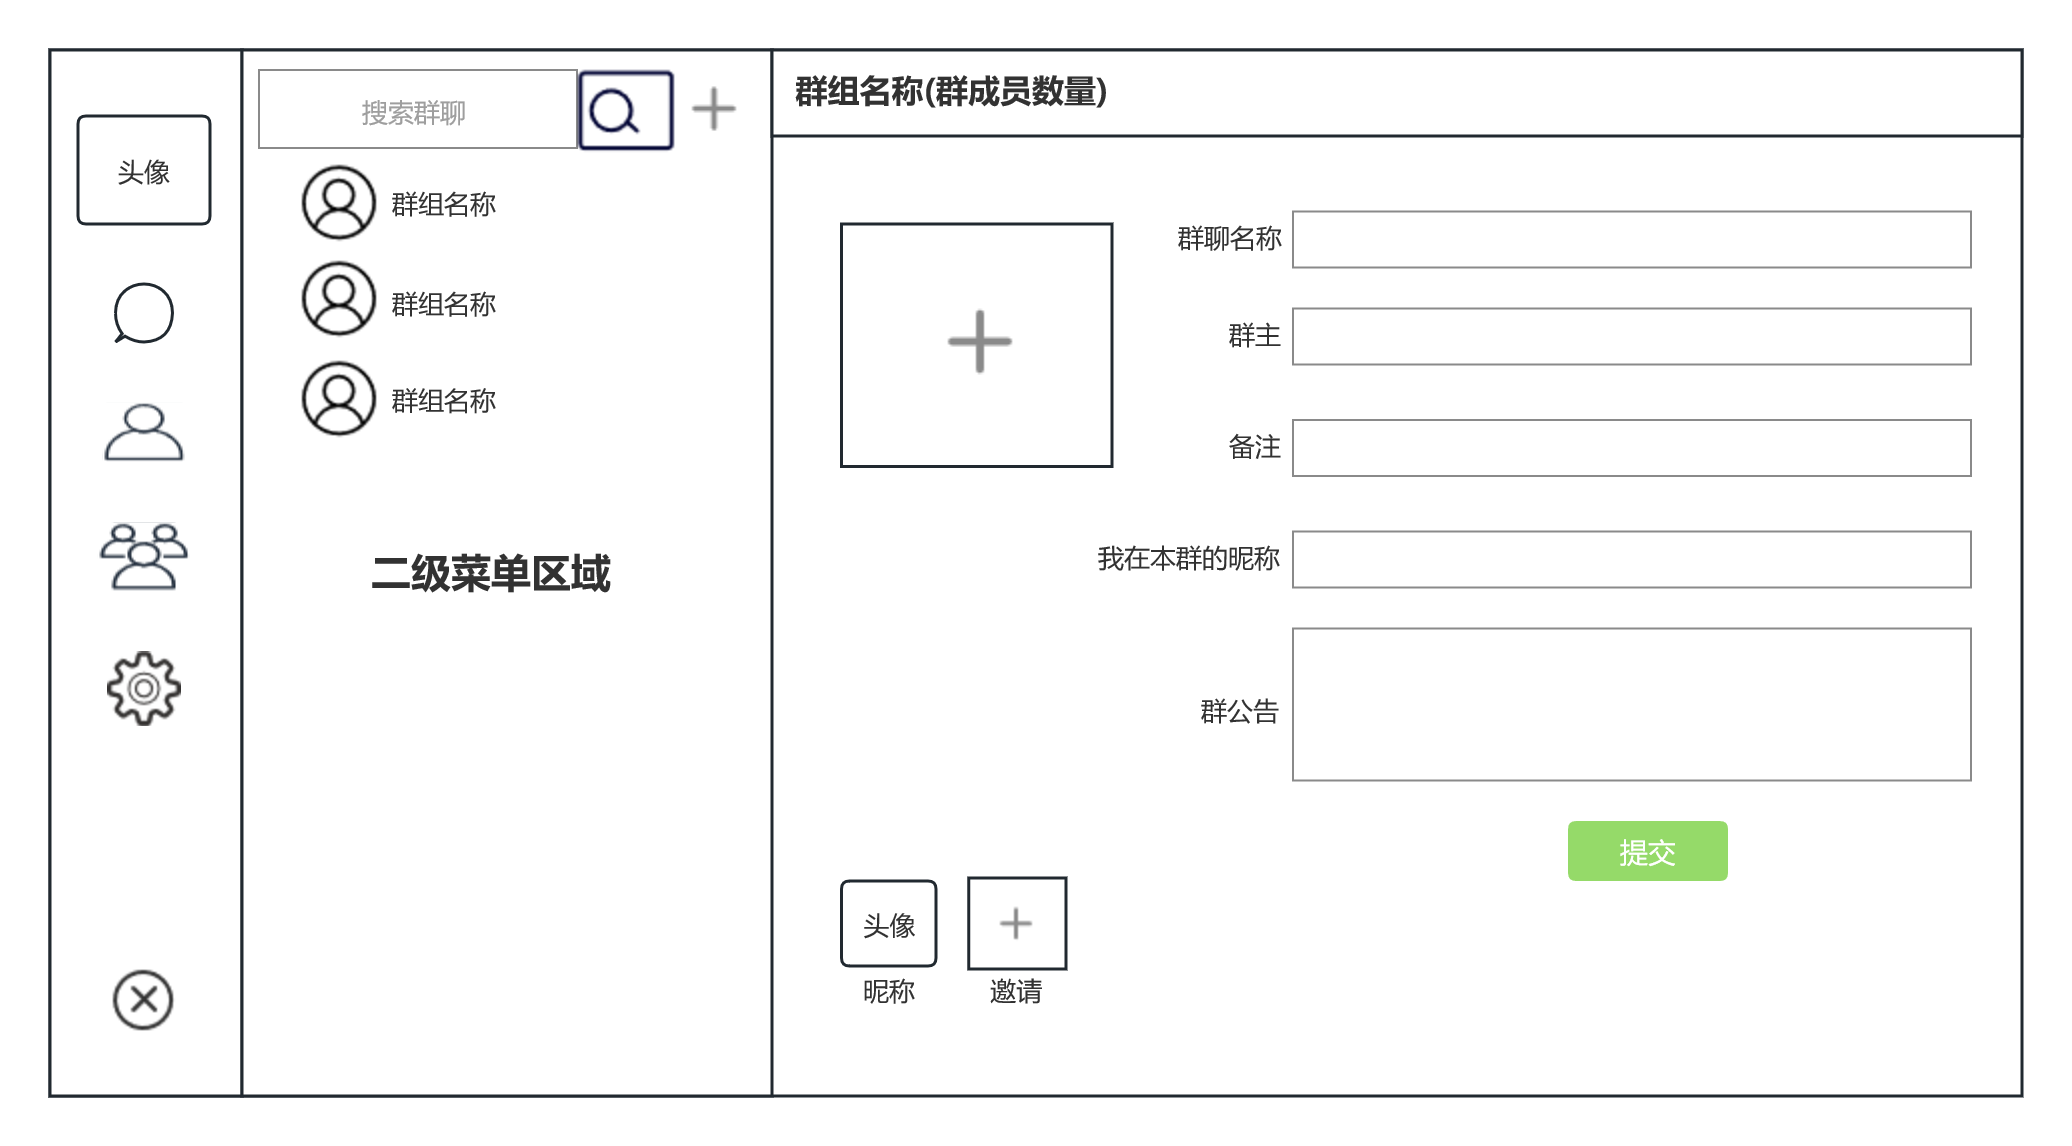 头像
搜索群聊
群组名称
群组名称
群组名称
二级菜单区域
群组名称(群成员数量)
群聊名称
群主
备注
我在本群的昵称
群公告
提交
头像
昵称
邀请